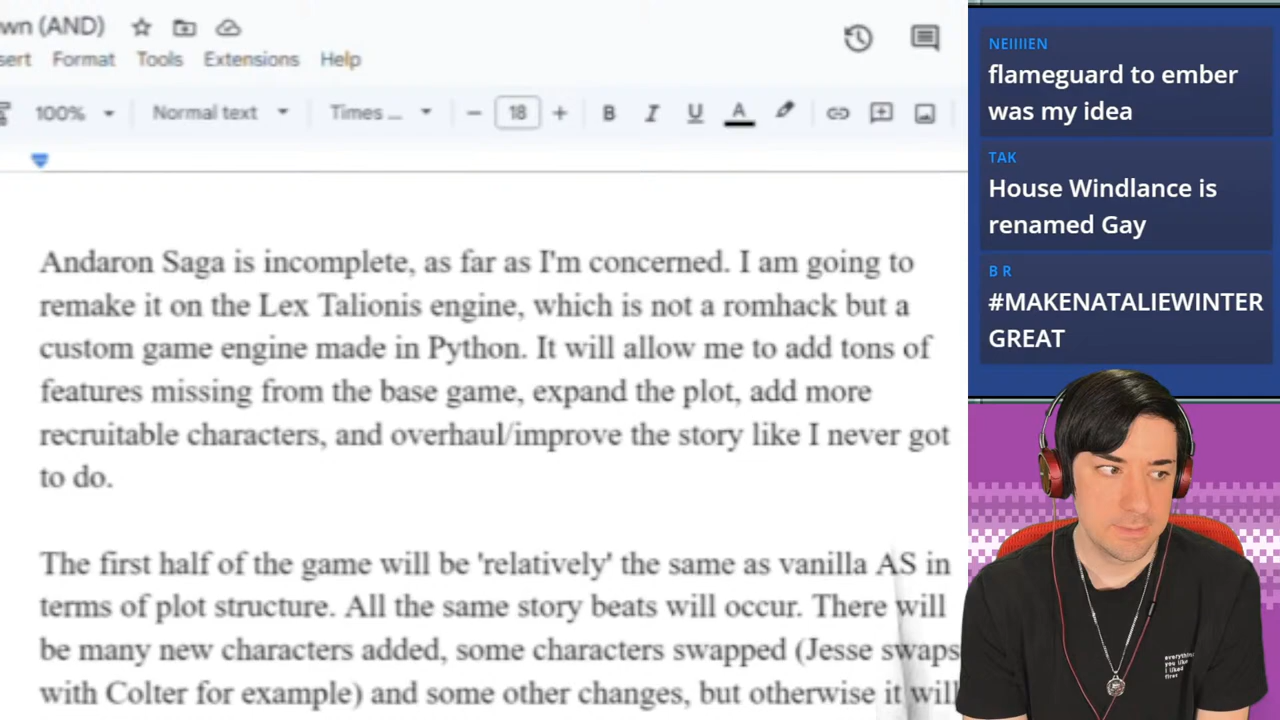 wn (AND)
sert Format Tools Extensions Help
100% Normal text Times ... 18 B I U A
Andaron Saga is incomplete, as far as I'm concerned. I am going to
remake it on the Lex Talionis engine, which is not a romhack but a
custom game engine made in Python. It will allow me to add tons of
features missing from the base game, expand the plot, add more
recruitable characters, and overhaul/improve the story like I never got
to do.
The first half of the game will be 'relatively' the same as vanilla AS in
terms of plot structure. All the same story beats will occur. There will
be many new characters added, some characters swapped (Jesse swaps
with Colter for example) and some other changes, but otherwise it will
NEIIIEN
flameguard to ember
was my idea
TAK
House Windlance is
renamed Gay
B R
#MAKENATALIEWINTER
GREAT
everything
you like
i liked
first